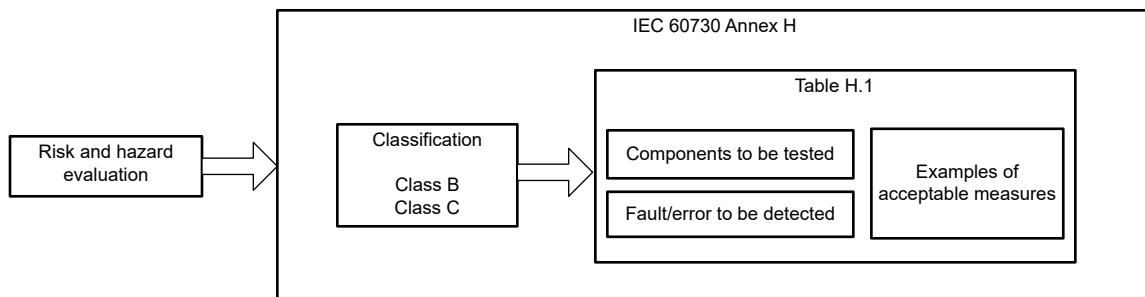 IEC 60730 Annex H
Table H.1
Risk and hazard
evaluation
Classification
Class B
Class C
Components to be tested
Fault/error to be detected
Examples of
acceptable measures